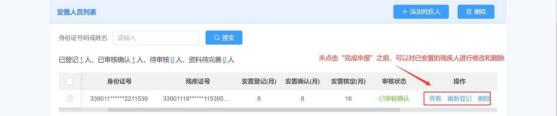 安置人员列表
+ 添加残疾人 删除
身份证号码或姓名 请输入 搜索
未点击“完成申报”之前，可以对已安置的残疾人进行修改和删除
已登记1人，已审核确认1人，待审核0人，资料待完善0人
身份证号 残疾证号 安置登记(月) 安置确认(月) 安置核定(月) 审核状态 操作
339011******2211539 33901119******115395... 8 8 16 已审核确认 查看 重新登记 删除